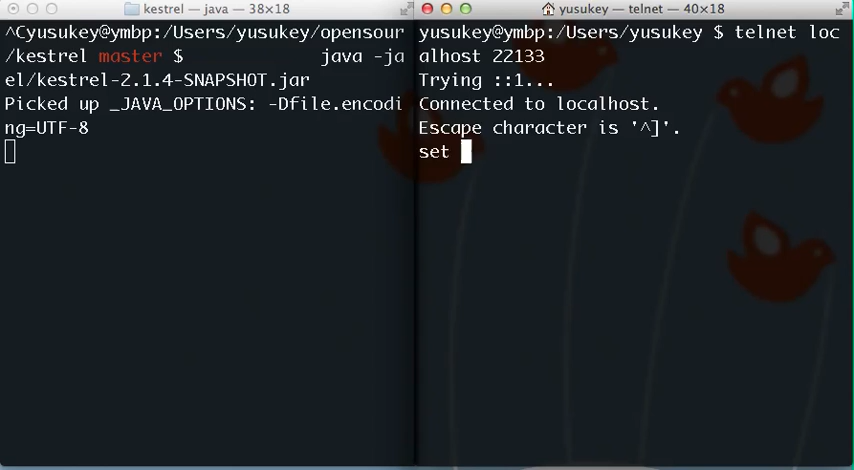 kestrel — java — 38×18
^Cyusukey@ymbp:/Users/yusukey/opensour
/kestrel master $ java -ja
el/kestrel-2.1.4-SNAPSHOT.jar
Picked up _JAVA_OPTIONS: -Dfile.encodi
ng=UTF-8
yusukey — telnet — 40×18
yusukey@ymbp:/Users/yusukey $ telnet loc
alhost 22133
Trying ::1...
Connected to localhost.
Escape character is '^]'.
set